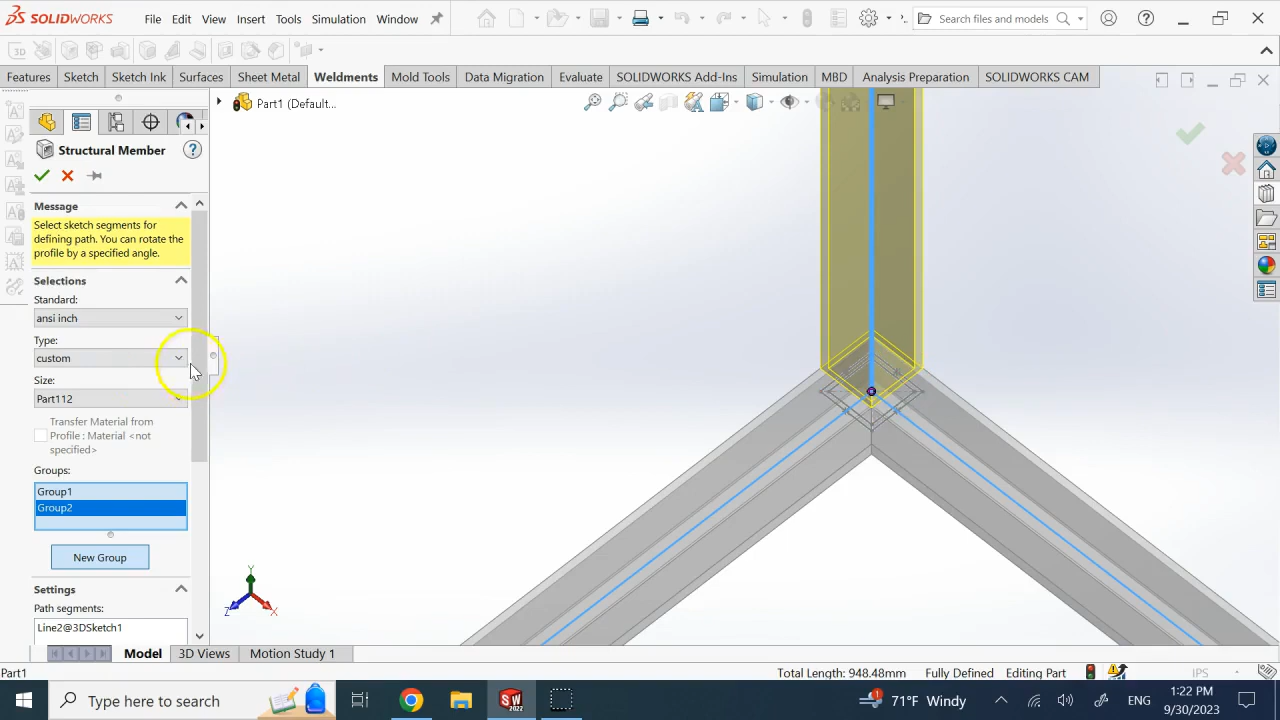 SOLIDWORKS File Edit View Insert Tools Simulation Window Search files and models
3D
Features Sketch Sketch Ink Surfaces Sheet Metal Weldments Mold Tools Data Migration Evaluate SOLIDWORKS Add-Ins Simulation MBD Analysis Preparation SOLIDWORKS CAM
Part1 (Default...
Structural Member
Message
Select sketch segments for
defining path. You can rotate the
profile by a specified angle.
Selections
Standard:
ansi inch
Type:
custom
Size:
Part112
Transfer Material from
Profile : Material <not
specified>
Groups:
Group1
Group2
New Group
Settings
Path segments:
Line2@3DSketch1
Y
Z
X
Model 3D Views Motion Study 1
Part1 Total Length: 948.48mm Fully Defined Editing Part IPS
Type here to search SW 2022 1 71°F Windy ENG 1:22 PM
9/30/2023